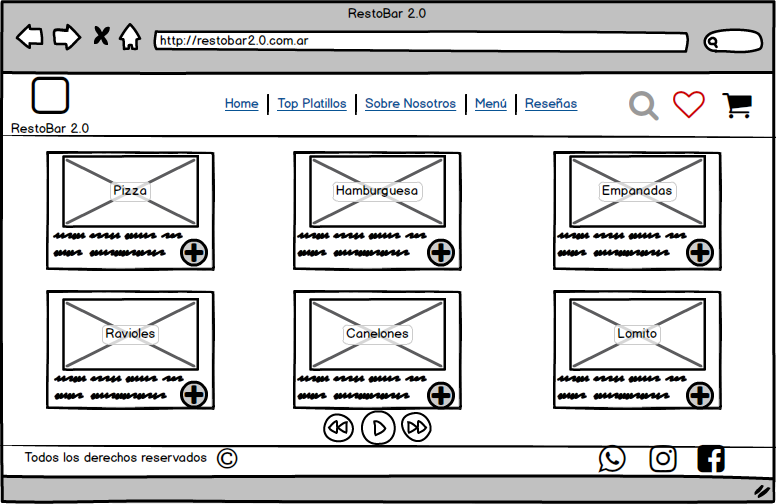 RestoBar 2.0
http://restobar2.0.com.ar
Home | Top Platillos | Sobre Nosotros | Menú | Reseñas
RestoBar 2.0
Pizza
Hamburguesa
Empanadas
Ravioles
Canelones
Lomito
Todos los derechos reservados ©